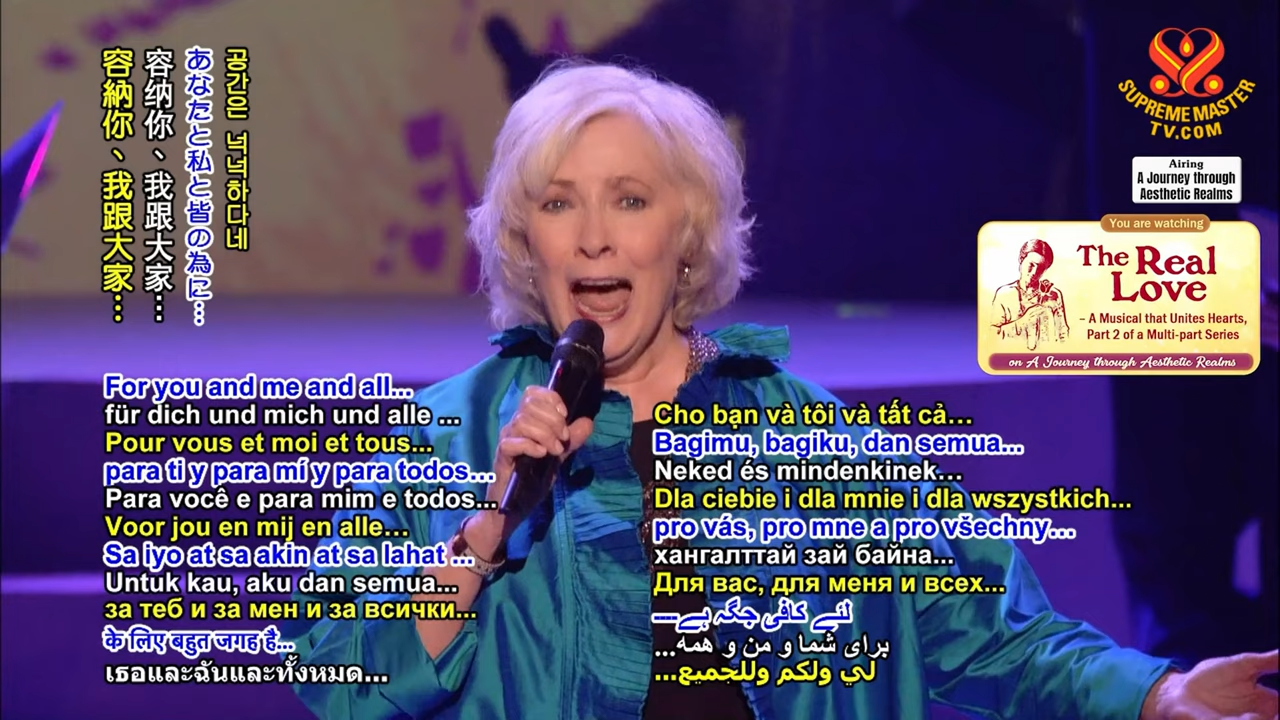 공간은 넉넉하다네
あなたと私と皆の為に…
容纳你、我跟大家…
容納你、我跟大家…
SUPREME MASTER
TV.COM
Airing
A Journey through
Aesthetic Realms
You are watching
The Real
Love
– A Musical that Unites Hearts,
Part 2 of a Multi-part Series
on A Journey through Aesthetic Realms
For you and me and all...
für dich und mich und alle ...
Pour vous et moi et tous...
para ti y para mí y para todos...
Para você e para mim e todos...
Voor jou en mij en alle…
Sa iyo at sa akin at sa lahat ...
Untuk kau, aku dan semua...
за теб и за мен и за всички...
के लिए बहुत जगह है...
เธอและฉันและทั้งหมด...
Cho bạn và tôi và tất cả…
Bagimu, bagiku, dan semua...
Neked és mindenkinek…
Dla ciebie i dla mnie i dla wszystkich...
pro vás, pro mne a pro všechny…
хангалттай зай байна...
Для вас, для меня и всех...
لئے کافی جگہ ہے---
برای شما و من و همه...
لي ولكم وللجميع...